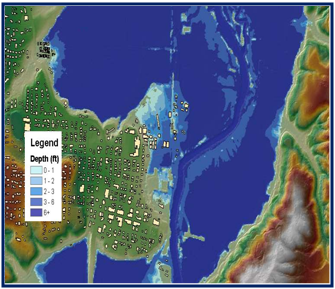 Legend
Depth (ft)
0 - 1
1 - 2
2 - 3
3 - 6
6+